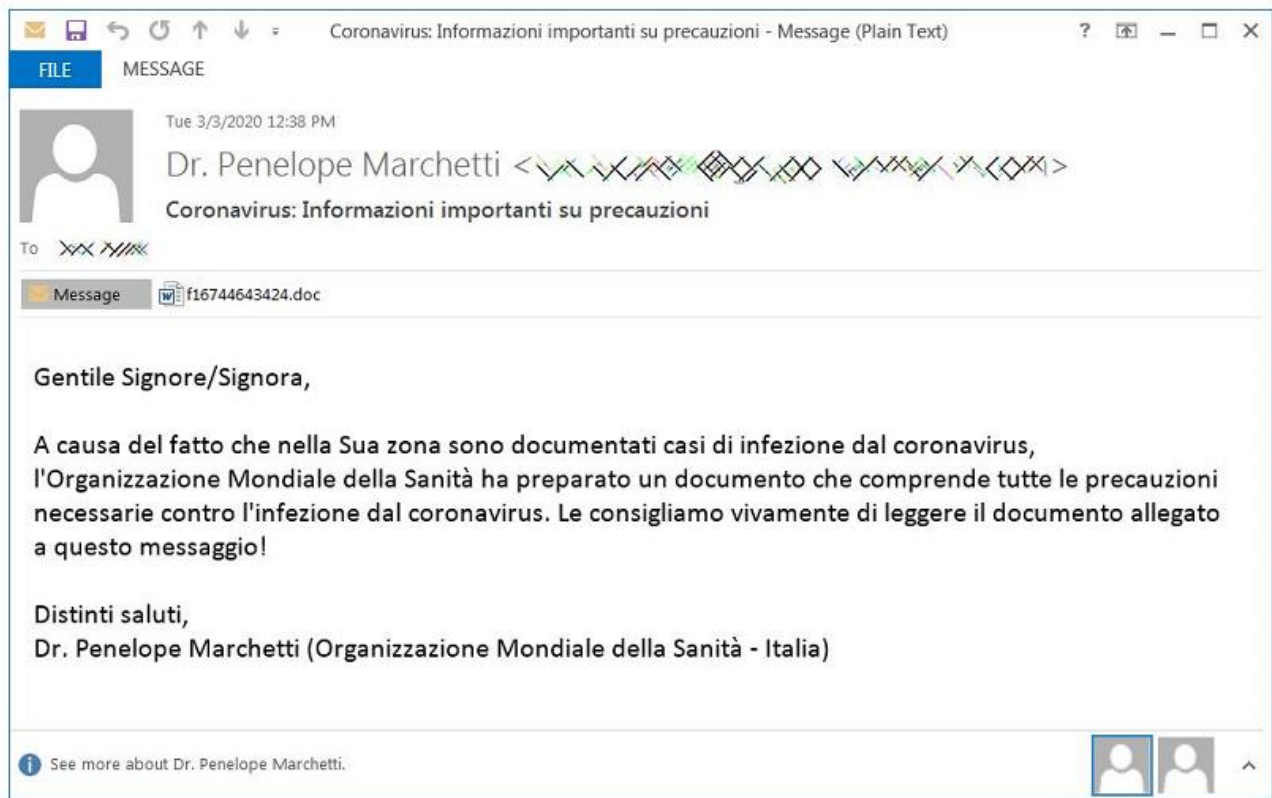 Coronavirus: Informazioni importanti su precauzioni - Message (Plain Text)
FILE MESSAGE
Tue 3/3/2020 12:38 PM
Dr. Penelope Marchetti < >
Coronavirus: Informazioni importanti su precauzioni
To
Message f16744643424.doc
Gentile Signore/Signora,
A causa del fatto che nella Sua zona sono documentati casi di infezione dal coronavirus,
l'Organizzazione Mondiale della Sanità ha preparato un documento che comprende tutte le precauzioni
necessarie contro l'infezione dal coronavirus. Le consigliamo vivamente di leggere il documento allegato
a questo messaggio!
Distinti saluti,
Dr. Penelope Marchetti (Organizzazione Mondiale della Sanità - Italia)
See more about Dr. Penelope Marchetti.